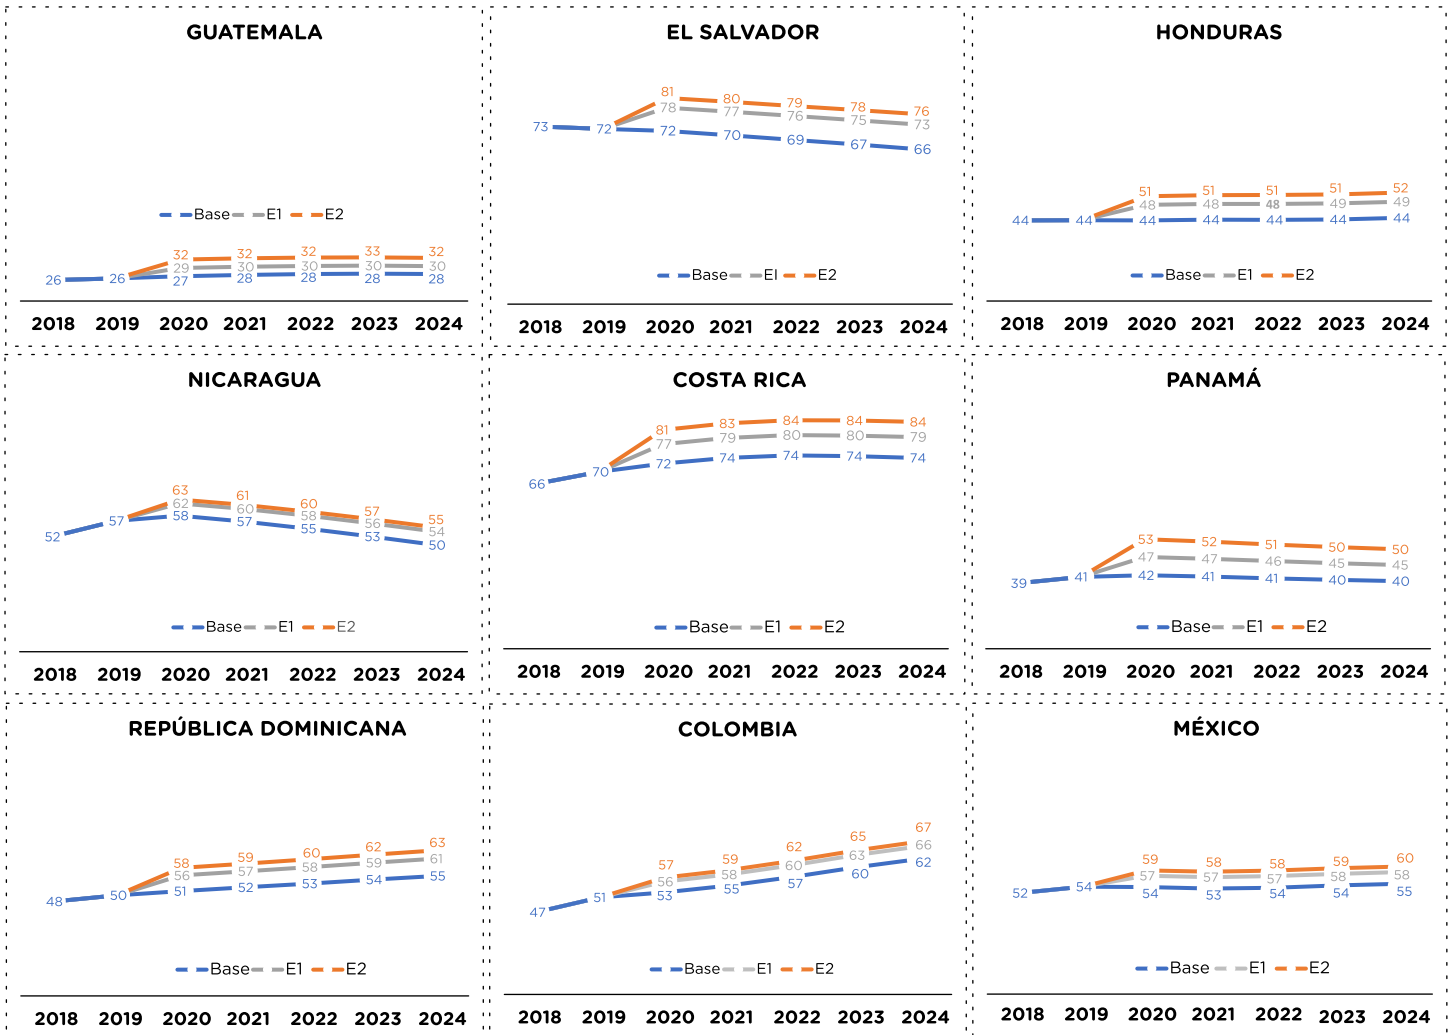 GUATEMALA
32 32 32 33 32
29 30 30 30 30
26 26 27 28 28 28 28
Base E1 E2
2018 2019 2020 2021 2022 2023 2024
EL SALVADOR
81 80 79 78 76
78 77 76 75 73
73 72 72 70 69 67 66
Base EI E2
2018 2019 2020 2021 2022 2023 2024
HONDURAS
51 51 51 51 52
48 48 48 49 49
44 44 44 44 44 44 44
Base E1 E2
2018 2019 2020 2021 2022 2023 2024
NICARAGUA
63 61 60 57 55
62 60 58 56 54
52 57 58 57 55 53 50
Base E1 E2
2018 2019 2020 2021 2022 2023 2024
COSTA RICA
81 83 84 84 84
77 79 80 80 79
66 70 72 74 74 74 74
Base E1 E2
2018 2019 2020 2021 2022 2023 2024
PANAMÁ
53 52 51 50 50
47 47 46 45 45
39 41 42 41 41 40 40
Base E1 E2
2018 2019 2020 2021 2022 2023 2024
REPÚBLICA DOMINICANA
58 59 60 62 63
56 57 58 59 61
48 50 51 52 53 54 55
Base E1 E2
2018 2019 2020 2021 2022 2023 2024
COLOMBIA
57 59 62 65 67
56 58 60 63 66
47 51 53 55 57 60 62
Base E1 E2
2018 2019 2020 2021 2022 2023 2024
MÉXICO
59 58 58 59 60
57 57 57 58 58
52 54 54 53 54 54 55
Base E1 E2
2018 2019 2020 2021 2022 2023 2024